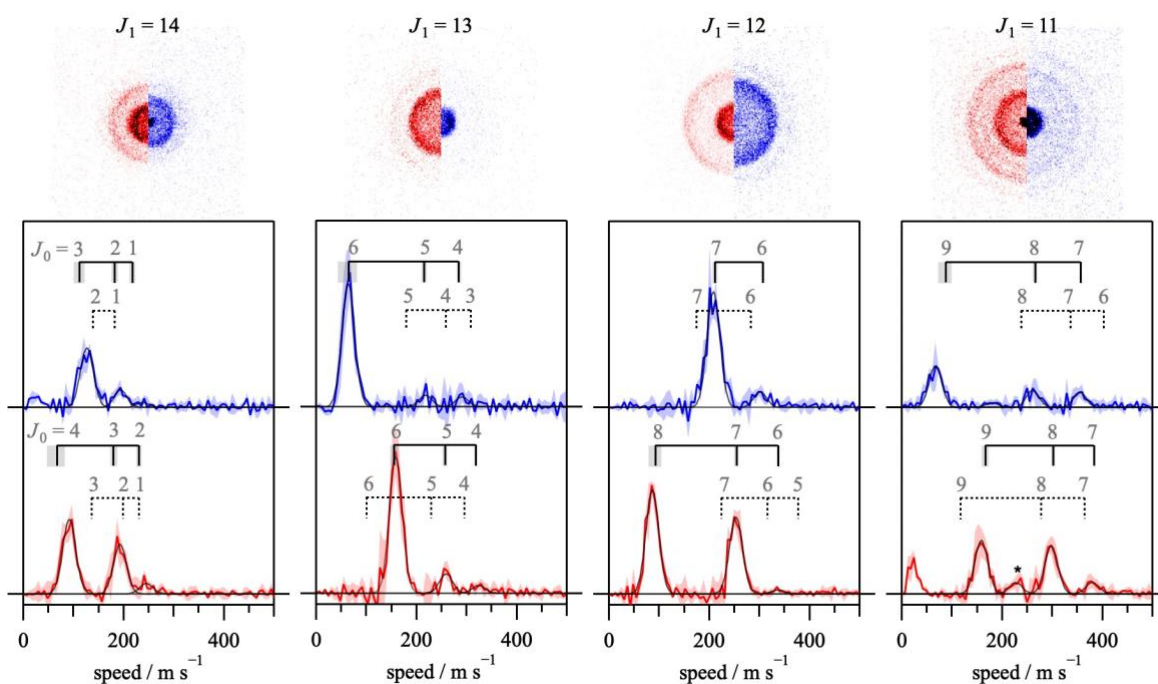 J1 = 14 J1 = 13 J1 = 12 J1 = 11
J0 = 3 2 1
2 1
6 5 4
5 4 3
7 6
7 6
9 8 7
8 7 6
J0 = 4 3 2
3 2 1
6 5 4
6 5 4
8 7 6
7 6 5
9 8 7
9 8 7
*
0 200 400 0 200 400 0 200 400 0 200 400
speed / m s−1 speed / m s−1 speed / m s−1 speed / m s−1